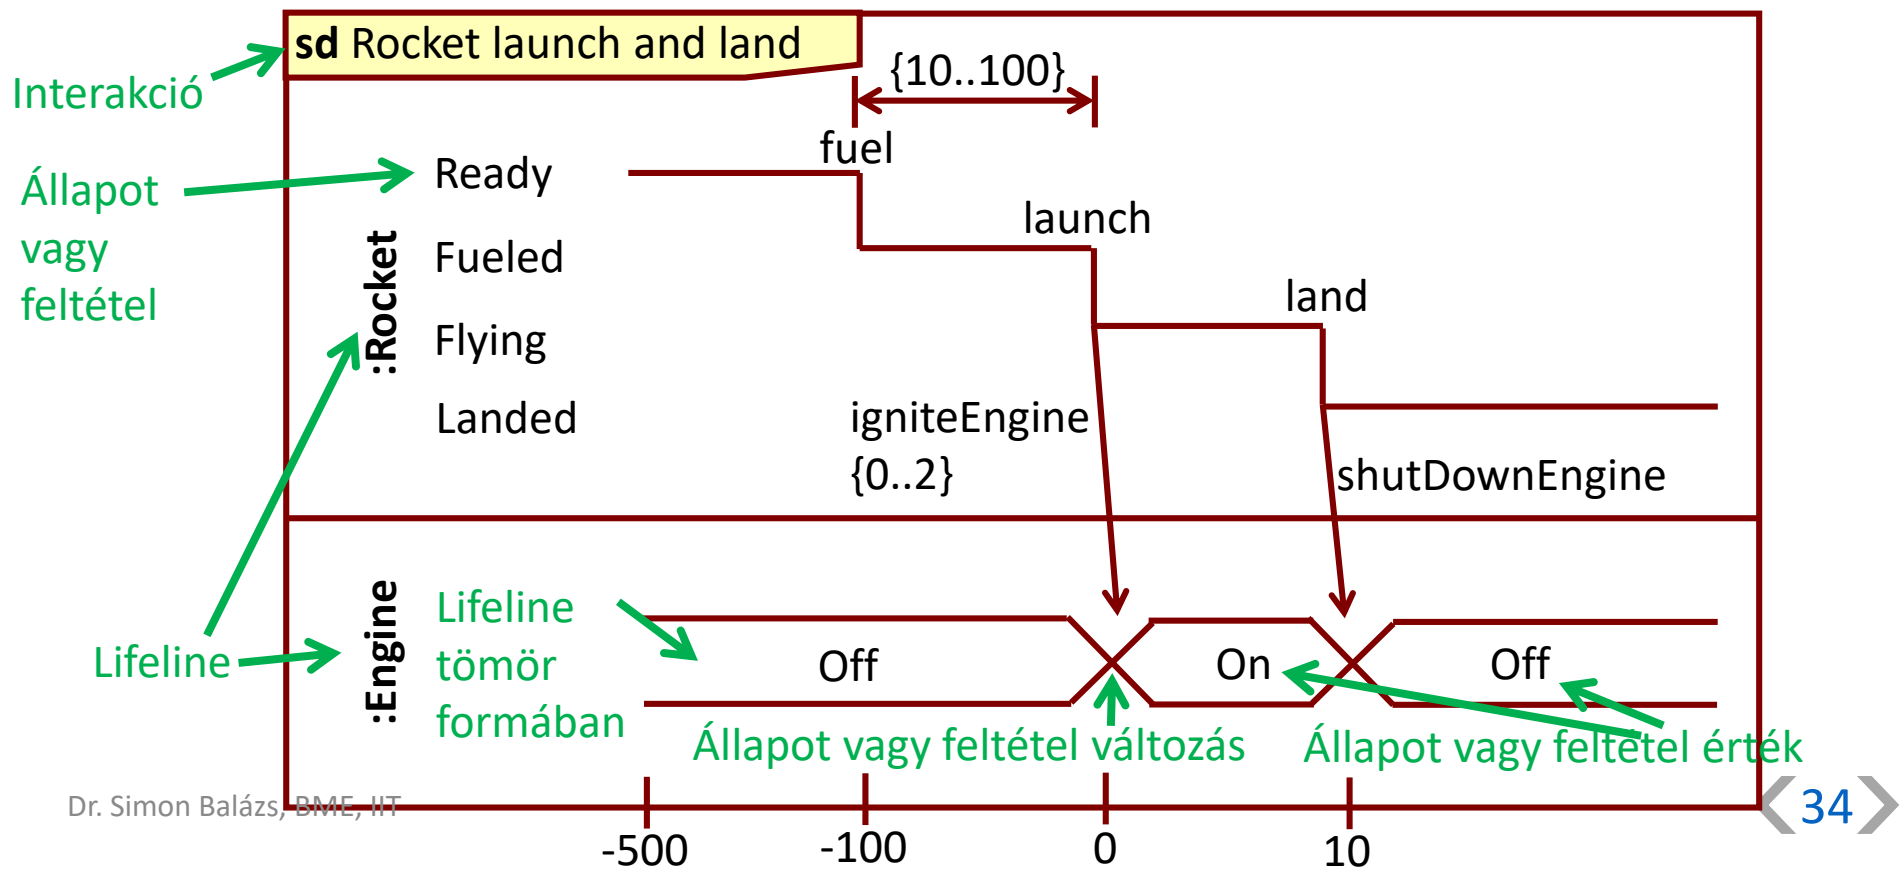 sd Rocket launch and land
{10..100}
Interakció
fuel
Ready
Állapot
vagy
feltétel
launch
Fueled
:Rocket
land
Flying
Landed
igniteEngine
{0..2}
shutDownEngine
:Engine
Lifeline
tömör
formában
Lifeline
Off
On
Off
Állapot vagy feltétel változás
Állapot vagy feltétel érték
Dr. Simon Balázs, BME, IIT
34
-500
-100
0
10